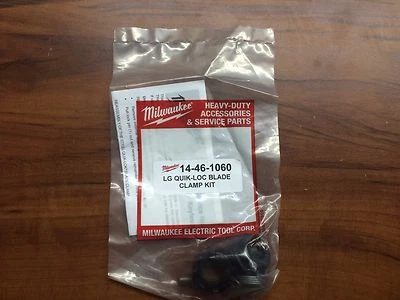 Milwaukee
HEAVY-DUTY
ACCESSORIES
& SERVICE PARTS
Milwaukee 14-46-1060
LG QUIK-LOC BLADE
CLAMP KIT
MILWAUKEE ELECTRIC TOOL CORP.